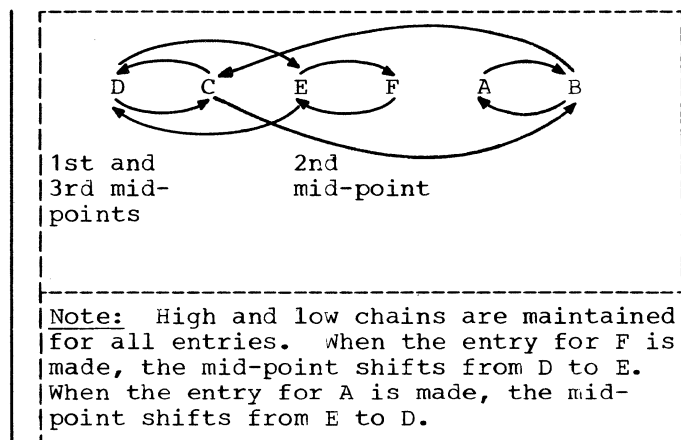 D C E F A B
1st and 2nd
3rd mid- mid-point
points
Note: High and low chains are maintained
for all entries. When the entry for F is
made, the mid-point shifts from D to E.
When the entry for A is made, the mid-
point shifts from E to D.